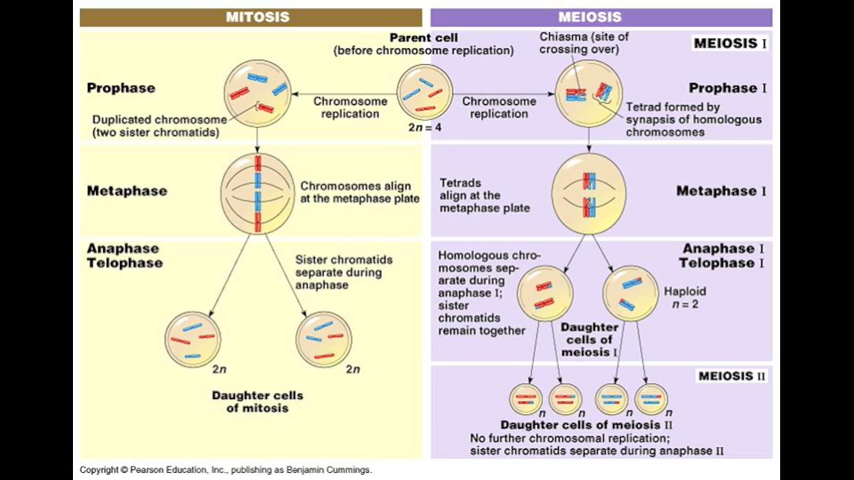 MITOSIS
MEIOSIS
Parent cell
(before chromosome replication)
Chiasma (site of
crossing over)
MEIOSIS I
Prophase
Prophase I
Chromosome
replication
Chromosome
replication
Duplicated chromosome
(two sister chromatids)
2n = 4
Tetrad formed by
synapsis of homologous
chromosomes
Metaphase
Chromosomes align
at the metaphase plate
Tetrads
align at the
metaphase plate
Metaphase I
Anaphase
Telophase
Sister chromatids
separate during
anaphase
Homologous chro-
mosomes sep-
arate during
anaphase I;
sister
chromatids
remain together
Anaphase I
Telophase I
Haploid
n = 2
Daughter
cells of
meiosis I
2n
2n
Daughter cells
of mitosis
MEIOSIS II
n
n
n
n
Daughter cells of meiosis II
No further chromosomal replication;
sister chromatids separate during anaphase II
Copyright © Pearson Education, Inc., publishing as Benjamin Cummings.